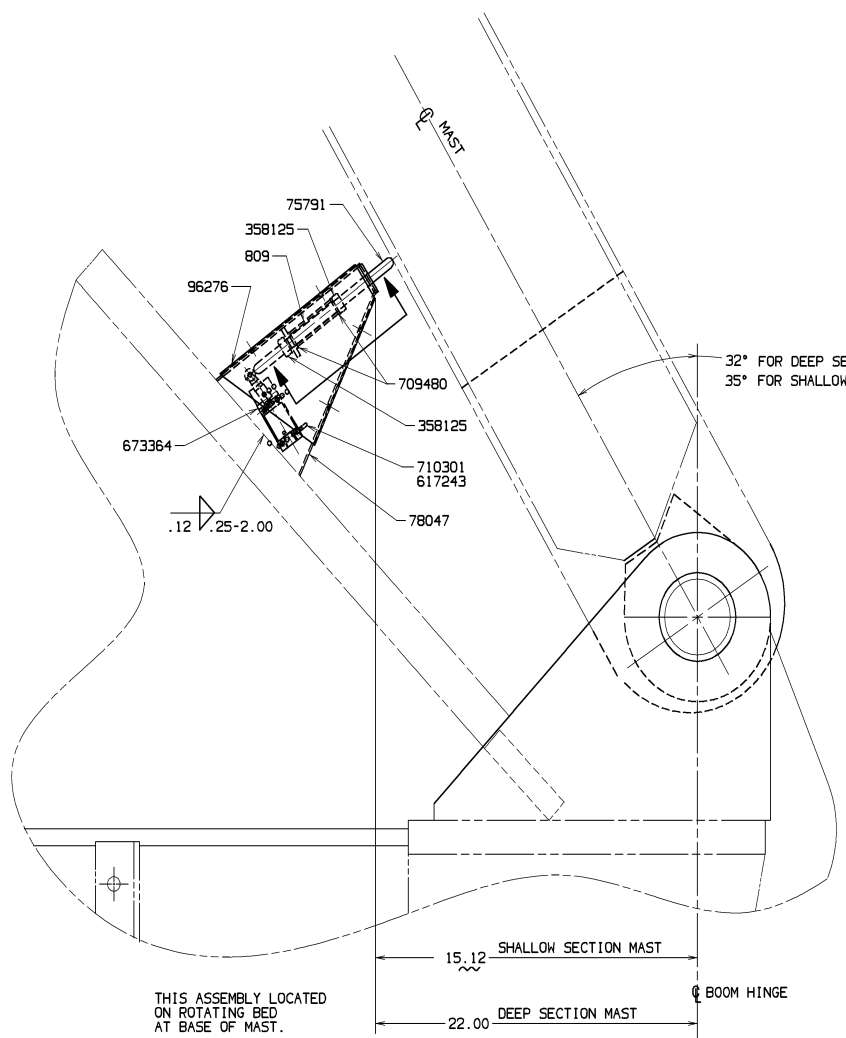 ℄ MAST
75791
358125
809
96276
32° FOR DEEP SE
35° FOR SHALLOW
709480
358125
673364
710301
617243
78047
.12 .25-2.00
SHALLOW SECTION MAST
15.12
℄ BOOM HINGE
THIS ASSEMBLY LOCATED
ON ROTATING BED
AT BASE OF MAST.
DEEP SECTION MAST
22.00